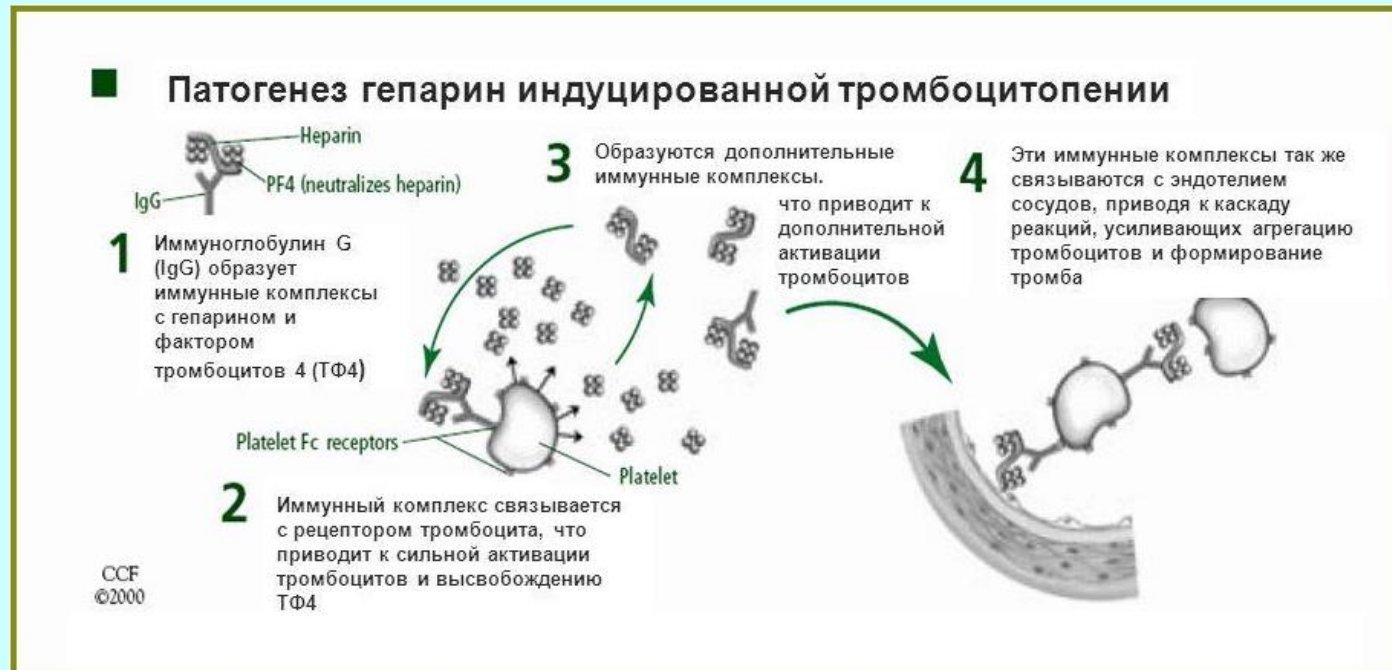 Патогенез гепарин индуцированной тромбоцитопении
Heparin
PF4 (neutralizes heparin)
IgG
1
Иммуноглобулин G
(IgG) образует
иммунные комплексы
с гепарином и
фактором
тромбоцитов 4 (ТФ4)
Platelet Fc receptors
Platelet
2
Иммунный комплекс связывается
с рецептором тромбоцита, что
приводит к сильной активации
тромбоцитов и высвобождению
ТФ4
3
Образуются дополнительные
иммунные комплексы.
что приводит к
дополнительной
активации
тромбоцитов
4
Эти иммунные комплексы так же
связываются с эндотелием
сосудов, приводя к каскаду
реакций, усиливающих агрегацию
тромбоцитов и формирование
тромба
CCF
©2000